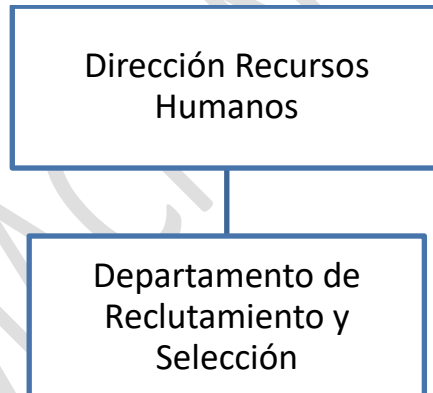 Dirección Recursos
Humanos
Departamento de
Reclutamiento y
Selección